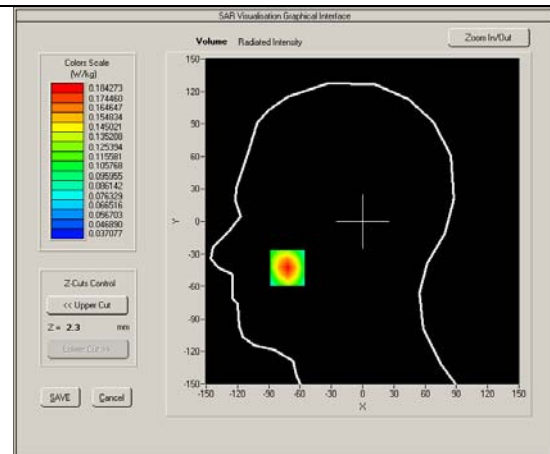 SAR Visualisation Graphical Interface
Volume Radiated Intensity
Zoom In/Out
Colors Scale
(W/kg)
0.184273
0.174460
0.164647
0.154834
0.145021
0.135208
0.125394
0.115581
0.105768
0.095955
0.086142
0.076329
0.066516
0.056703
0.046890
0.037077
Z-Cuts Control
<< Upper Cut
Z = 2.3 mm
Lower Cut >>
SAVE Cancel
150
120
90
60
30
0
-30
-60
-90
-120
-150
Y
-150 -120 -90 -60 -30 0 30 60 90 120 150
X